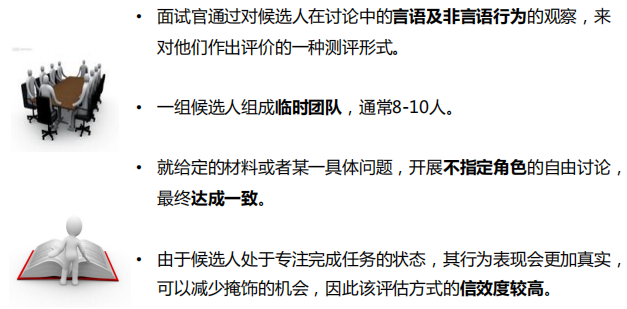 • 面试官通过对候选人在讨论中的言语及非言语行为的观察，来
对他们作出评价的一种测评形式。
• 一组候选人组成临时团队，通常8-10人。
• 就给定的材料或者某一具体问题，开展不指定角色的自由讨论，
最终达成一致。
• 由于候选人处于专注完成任务的状态，其行为表现会更加真实，
可以减少掩饰的机会，因此该评估方式的信效度较高。